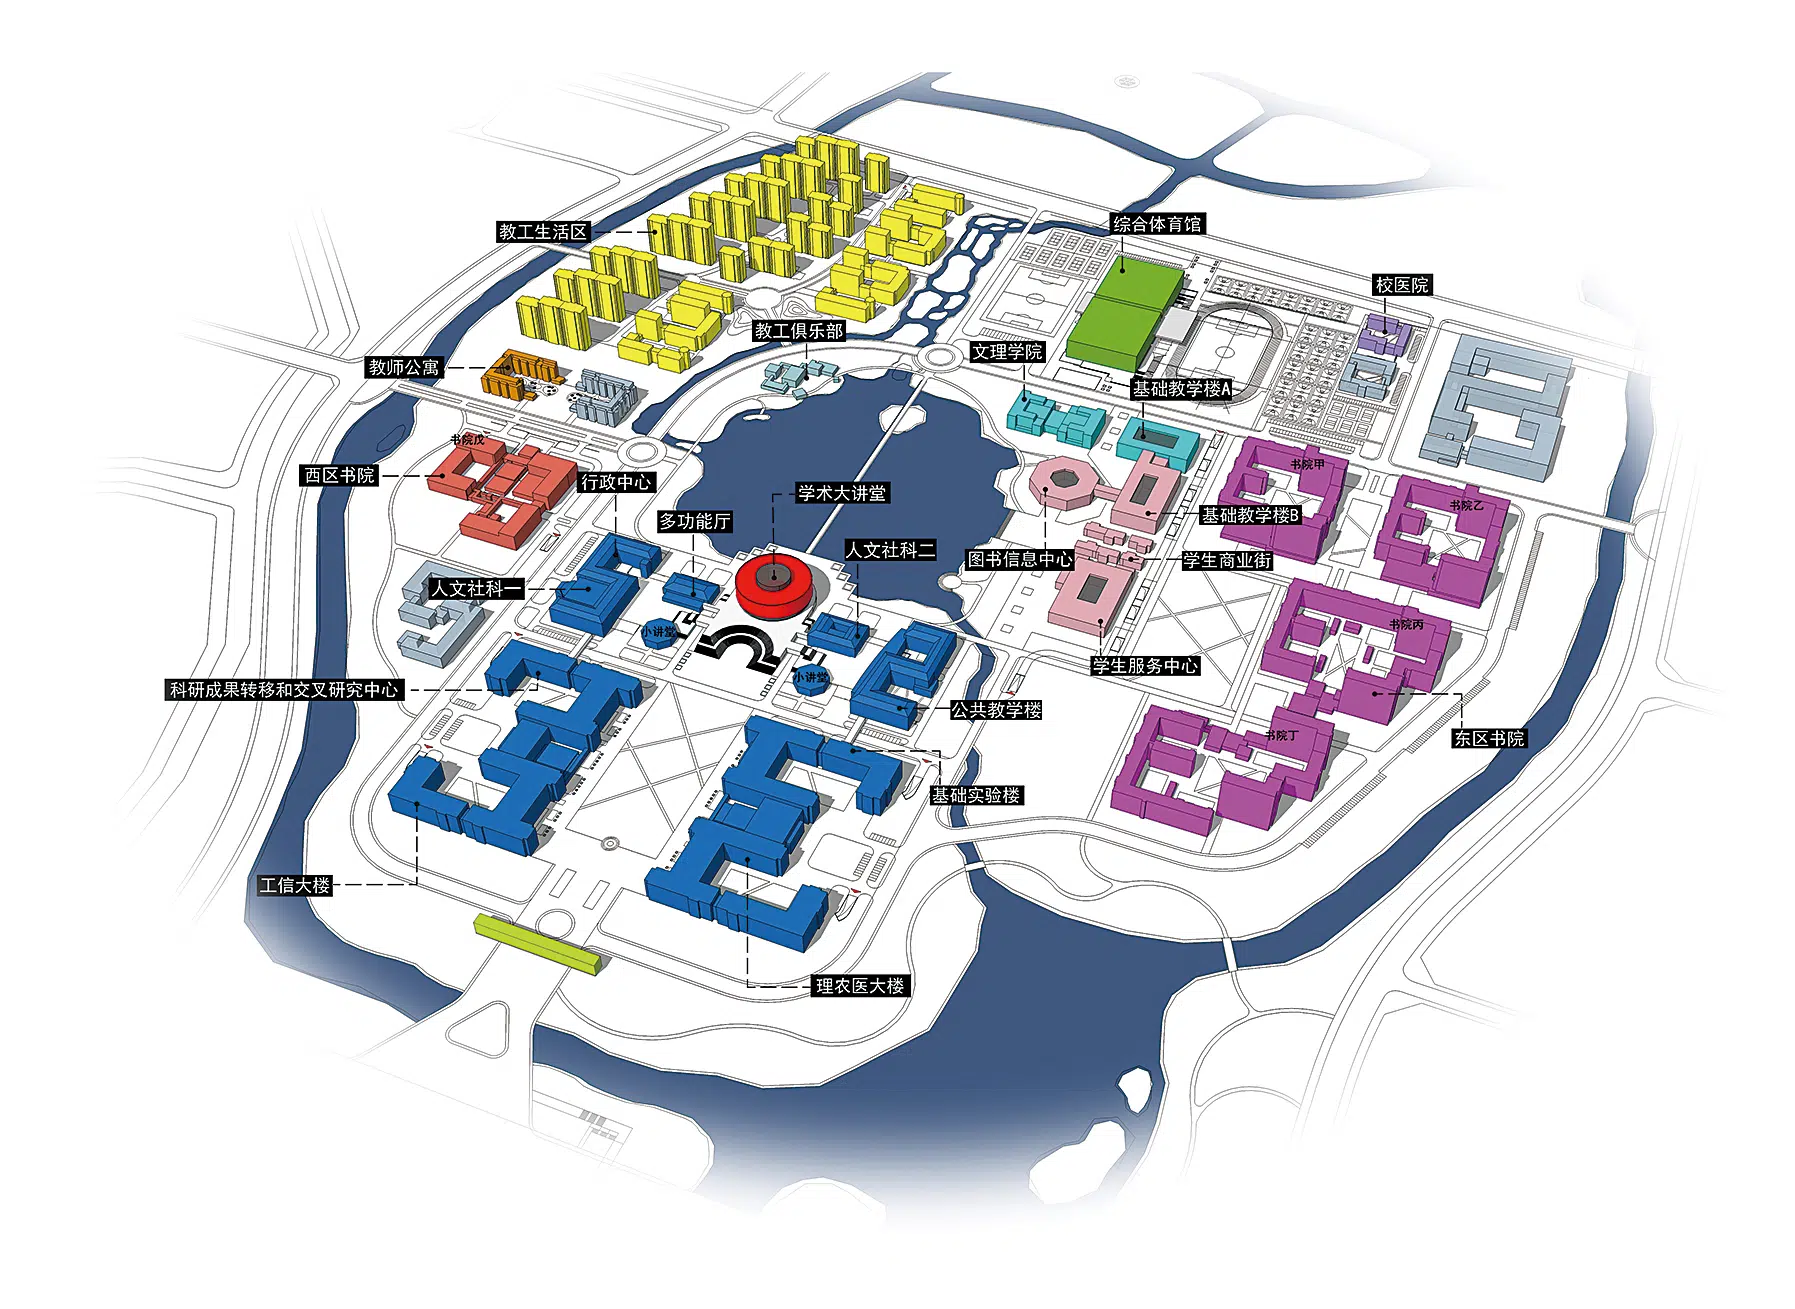 综合体育馆
教工生活区
校医院
教工俱乐部
文理学院
教师公寓
基础教学楼A
书院戊
书院甲
西区书院
行政中心
学术大讲堂
书院乙
基础教学楼B
多功能厅
人文社科二
图书信息中心
学生商业街
人文社科一
小讲堂
书院丙
学生服务中心
小讲堂
科研成果转移和交叉研究中心
公共教学楼
书院丁
东区书院
基础实验楼
工信大楼
理农医大楼